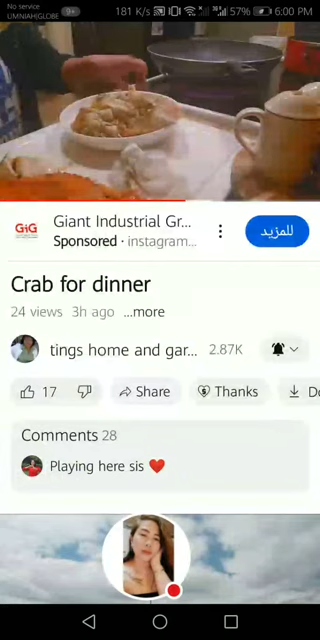 No service
UMNIAH|GLOBE
9+
181 K/s
57%
6:00 PM
GiG
Giant Industrial Gr...
Sponsored · instagram...
للمزيد
Crab for dinner
24 views 3h ago ...more
tings home and gar... 2.87K
17 Share Thanks Do
Comments 28
Playing here sis ❤️